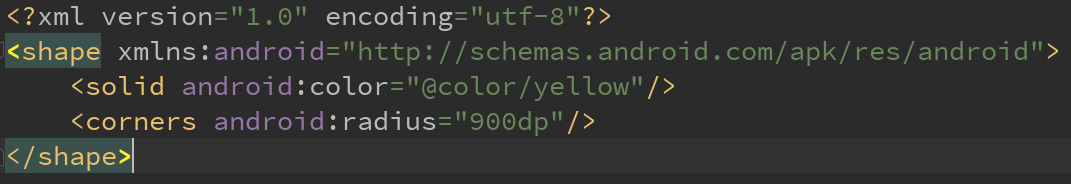 <?xml version="1.0" encoding="utf-8"?>
<shape xmlns:android="http://schemas.android.com/apk/res/android">
    <solid android:color="@color/yellow"/>
    <corners android:radius="900dp"/>
</shape>